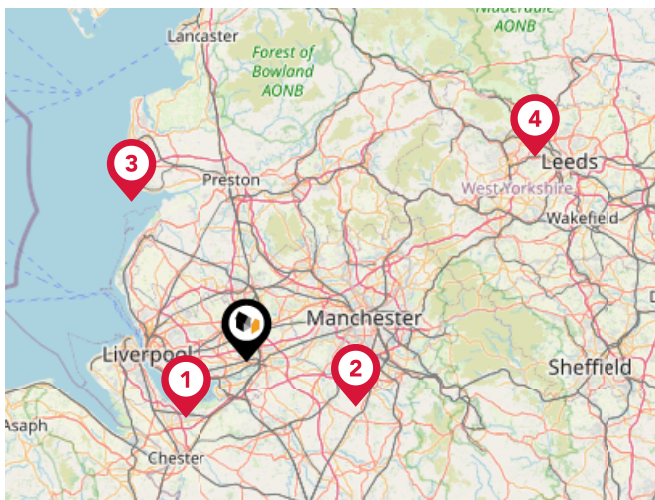 Nidderdale
AONB
Lancaster
Forest of
Bowland
AONB
4
Leeds
3
Preston
West Yorkshire
Wakefield
Manchester
Liverpool
Sheffield
1
2
Asaph
Chester